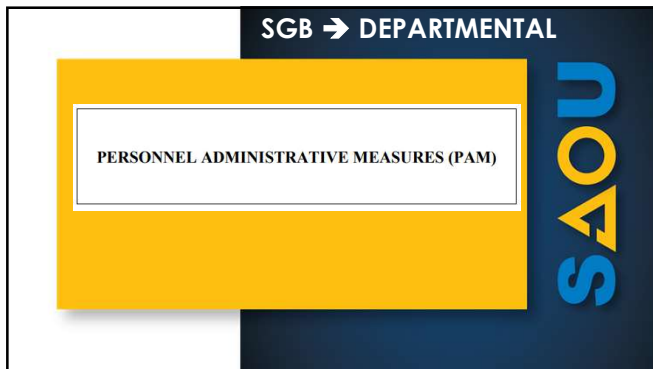 SGB → DEPARTMENTAL
PERSONNEL ADMINISTRATIVE MEASURES (PAM)
SAOU